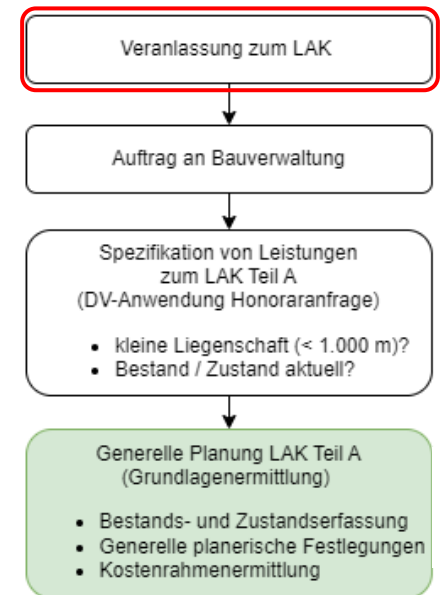 Veranlassung zum LAK
Auftrag an Bauverwaltung
Spezifikation von Leistungen
zum LAK Teil A
(DV-Anwendung Honoraranfrage)
• kleine Liegenschaft (< 1.000 m)?
• Bestand / Zustand aktuell?
Generelle Planung LAK Teil A
(Grundlagenermittlung)
• Bestands- und Zustandserfassung
• Generelle planerische Festlegungen
• Kostenrahmenermittlung